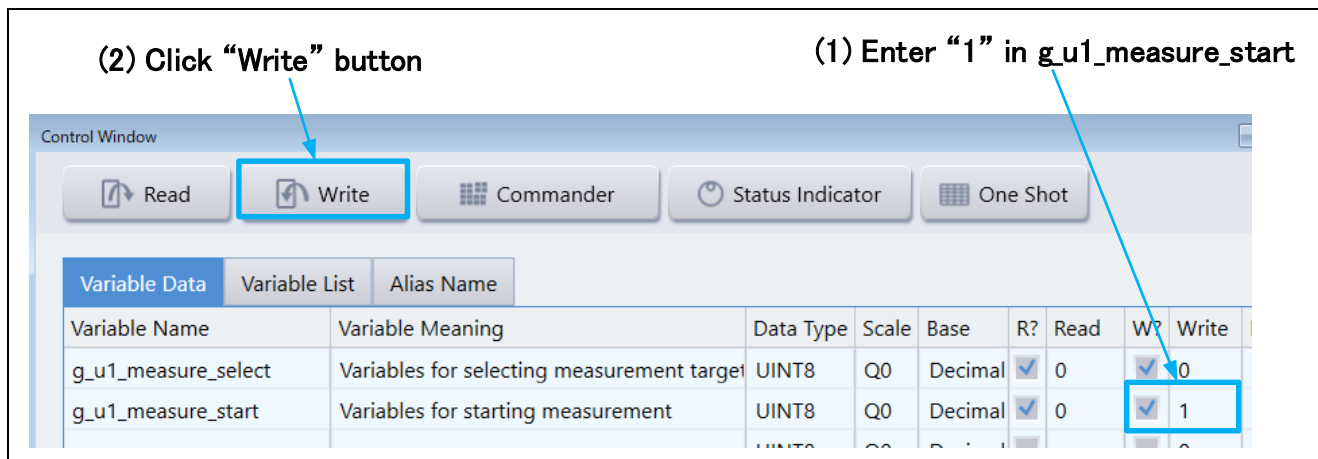 (2) Click “Write” button
(1) Enter “1” in g_u1_measure_start
Control Window
Read Write Commander Status Indicator One Shot
Variable Data Variable List Alias Name
Variable Name Variable Meaning Data Type Scale Base R? Read W? Write
g_u1_measure_select Variables for selecting measurement target UINT8 Q0 Decimal 0 0
g_u1_measure_start Variables for starting measurement UINT8 Q0 Decimal 0 1